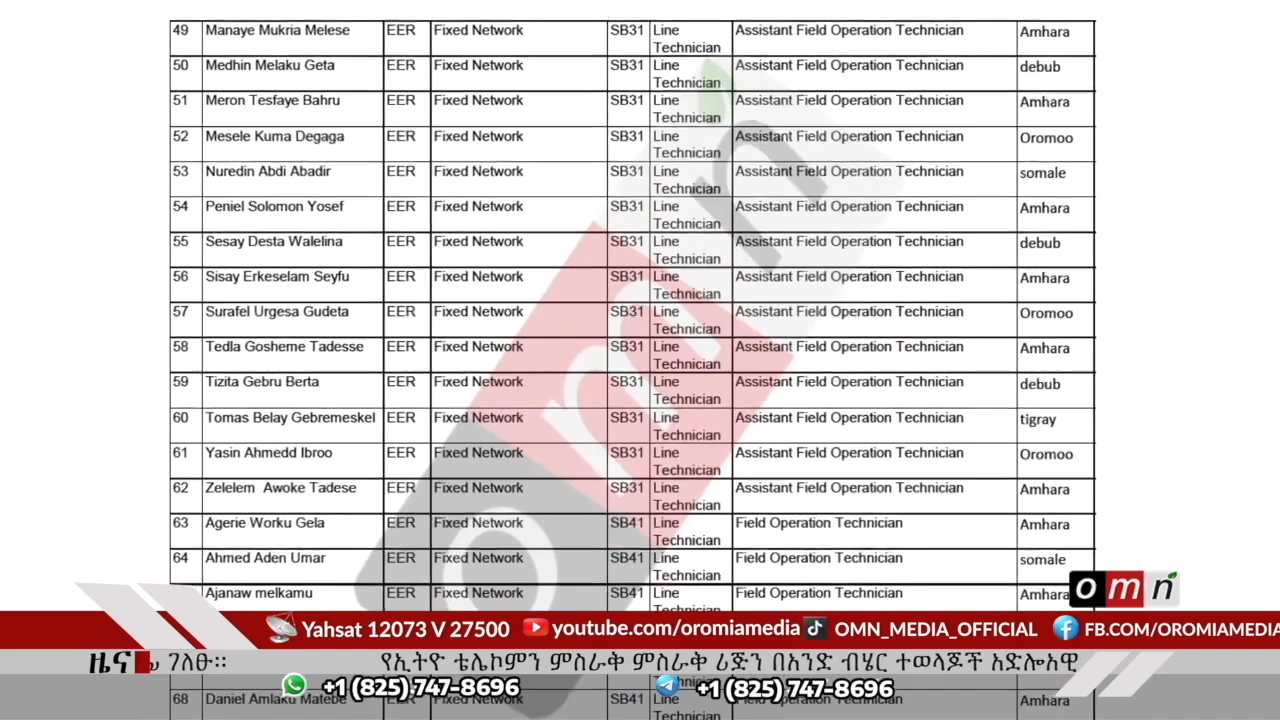 49 Manaye Mukria Melese EER Fixed Network SB31 Line Technician Assistant Field Operation Technician Amhara
50 Medhin Melaku Geta EER Fixed Network SB31 Line Technician Assistant Field Operation Technician debub
51 Meron Tesfaye Bahru EER Fixed Network SB31 Line Technician Assistant Field Operation Technician Amhara
52 Mesele Kuma Degaga EER Fixed Network SB31 Line Technician Assistant Field Operation Technician Oromoo
53 Nuredin Abdi Abadir EER Fixed Network SB31 Line Technician Assistant Field Operation Technician somale
54 Peniel Solomon Yosef EER Fixed Network SB31 Line Technician Assistant Field Operation Technician Amhara
55 Sesay Desta Walelina EER Fixed Network SB31 Line Technician Assistant Field Operation Technician debub
56 Sisay Erkeselam Seyfu EER Fixed Network SB31 Line Technician Assistant Field Operation Technician Amhara
57 Surafel Urgesa Gudeta EER Fixed Network SB31 Line Technician Assistant Field Operation Technician Oromoo
58 Tedla Gosheme Tadesse EER Fixed Network SB31 Line Technician Assistant Field Operation Technician Amhara
59 Tizita Gebru Berta EER Fixed Network SB31 Line Technician Assistant Field Operation Technician debub
60 Tomas Belay Gebremeskel EER Fixed Network SB31 Line Technician Assistant Field Operation Technician tigray
61 Yasin Ahmedd Ibroo EER Fixed Network SB31 Line Technician Assistant Field Operation Technician Oromoo
62 Zelelem Awoke Tadese EER Fixed Network SB31 Line Technician Assistant Field Operation Technician Amhara
63 Agerie Worku Gela EER Fixed Network SB41 Line Technician Field Operation Technician Amhara
64 Ahmed Aden Umar EER Fixed Network SB41 Line Technician Field Operation Technician somale
Ajanaw melkamu EER Fixed Network SB41 Line Technician Field Operation Technician Amhara
omn
omn
Yahsat 12073 V 27500 youtube.com/oromiamedia OMN_MEDIA_OFFICIAL FB.COM/OROMIAMEDIA
ዜና ገለፁ። የኢትዮ ቴሌኮምን ምስራቅ ምስራቅ ሪጅን በአንድ ብሄር ተወላጆች አድሎአዊ
+1 (825) 747-8696 +1 (825) 747-8696
68 Daniel Amlaku Matebe EER Fixed Network SB41 Line Field Operation Technician Amhara